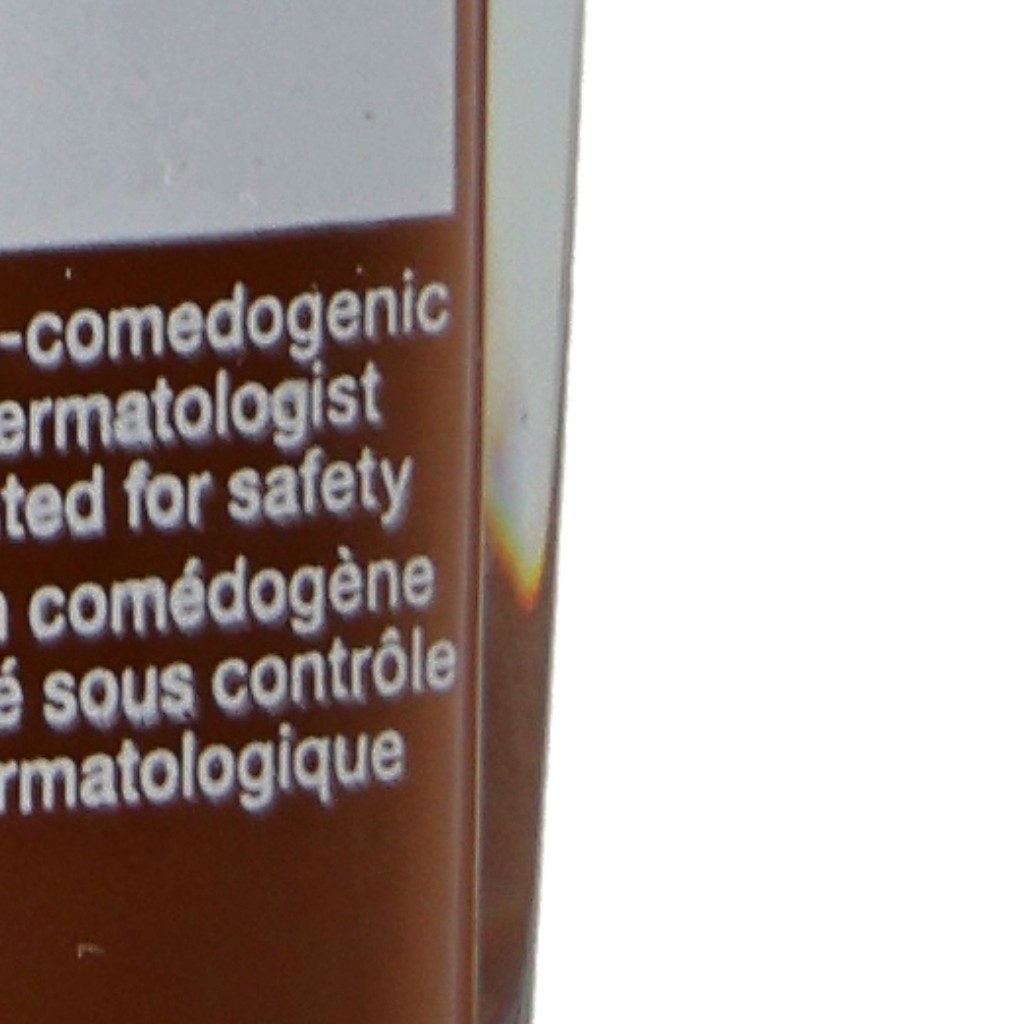 -comedogenic
ermatologist
ted for safety
comédogène
é sous contrôle
rmatologique